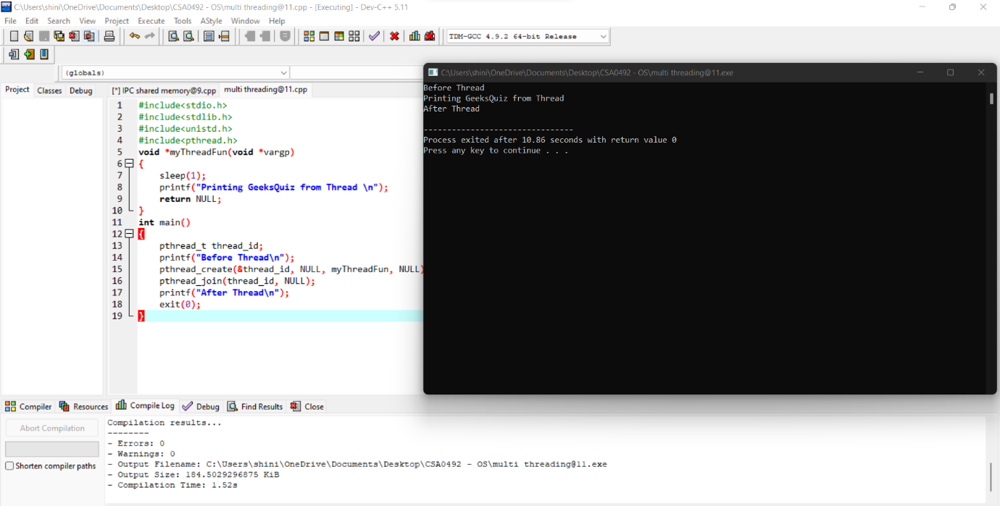 C:\Users\shini\OneDrive\Documents\Desktop\CSA0492 - OS\multi threading@11.cpp - [Executing] - Dev-C++ 5.11
File Edit Search View Project Execute Tools AStyle Window Help
TDM-GCC 4.9.2 64-bit Release
(globals)
Project Classes Debug
[*] IPC shared memory@9.cpp multi threading@11.cpp
1 #include<stdio.h>
2 #include<stdlib.h>
3 #include<unistd.h>
4 #include<pthread.h>
5 void *myThreadFun(void *vargp)
6 {
7 sleep(1);
8 printf("Printing GeeksQuiz from Thread \n");
9 return NULL;
10 }
11 int main()
12 {
13 pthread_t thread_id;
14 printf("Before Thread\n");
15 pthread_create(&thread_id, NULL, myThreadFun, NULL)
16 pthread_join(thread_id, NULL);
17 printf("After Thread\n");
18 exit(0);
19 }
C:\Users\shini\OneDrive\Documents\Desktop\CSA0492 - OS\multi threading@11.exe
Before Thread
Printing GeeksQuiz from Thread
After Thread
--------------------------------
Process exited after 10.86 seconds with return value 0
Press any key to continue . . .
Compiler Resources Compile Log Debug Find Results Close
Abort Compilation
Shorten compiler paths
Compilation results...
--------
- Errors: 0
- Warnings: 0
- Output Filename: C:\Users\shini\OneDrive\Documents\Desktop\CSA0492 - OS\multi threading@11.exe
- Output Size: 184.5029296875 KiB
- Compilation Time: 1.52s